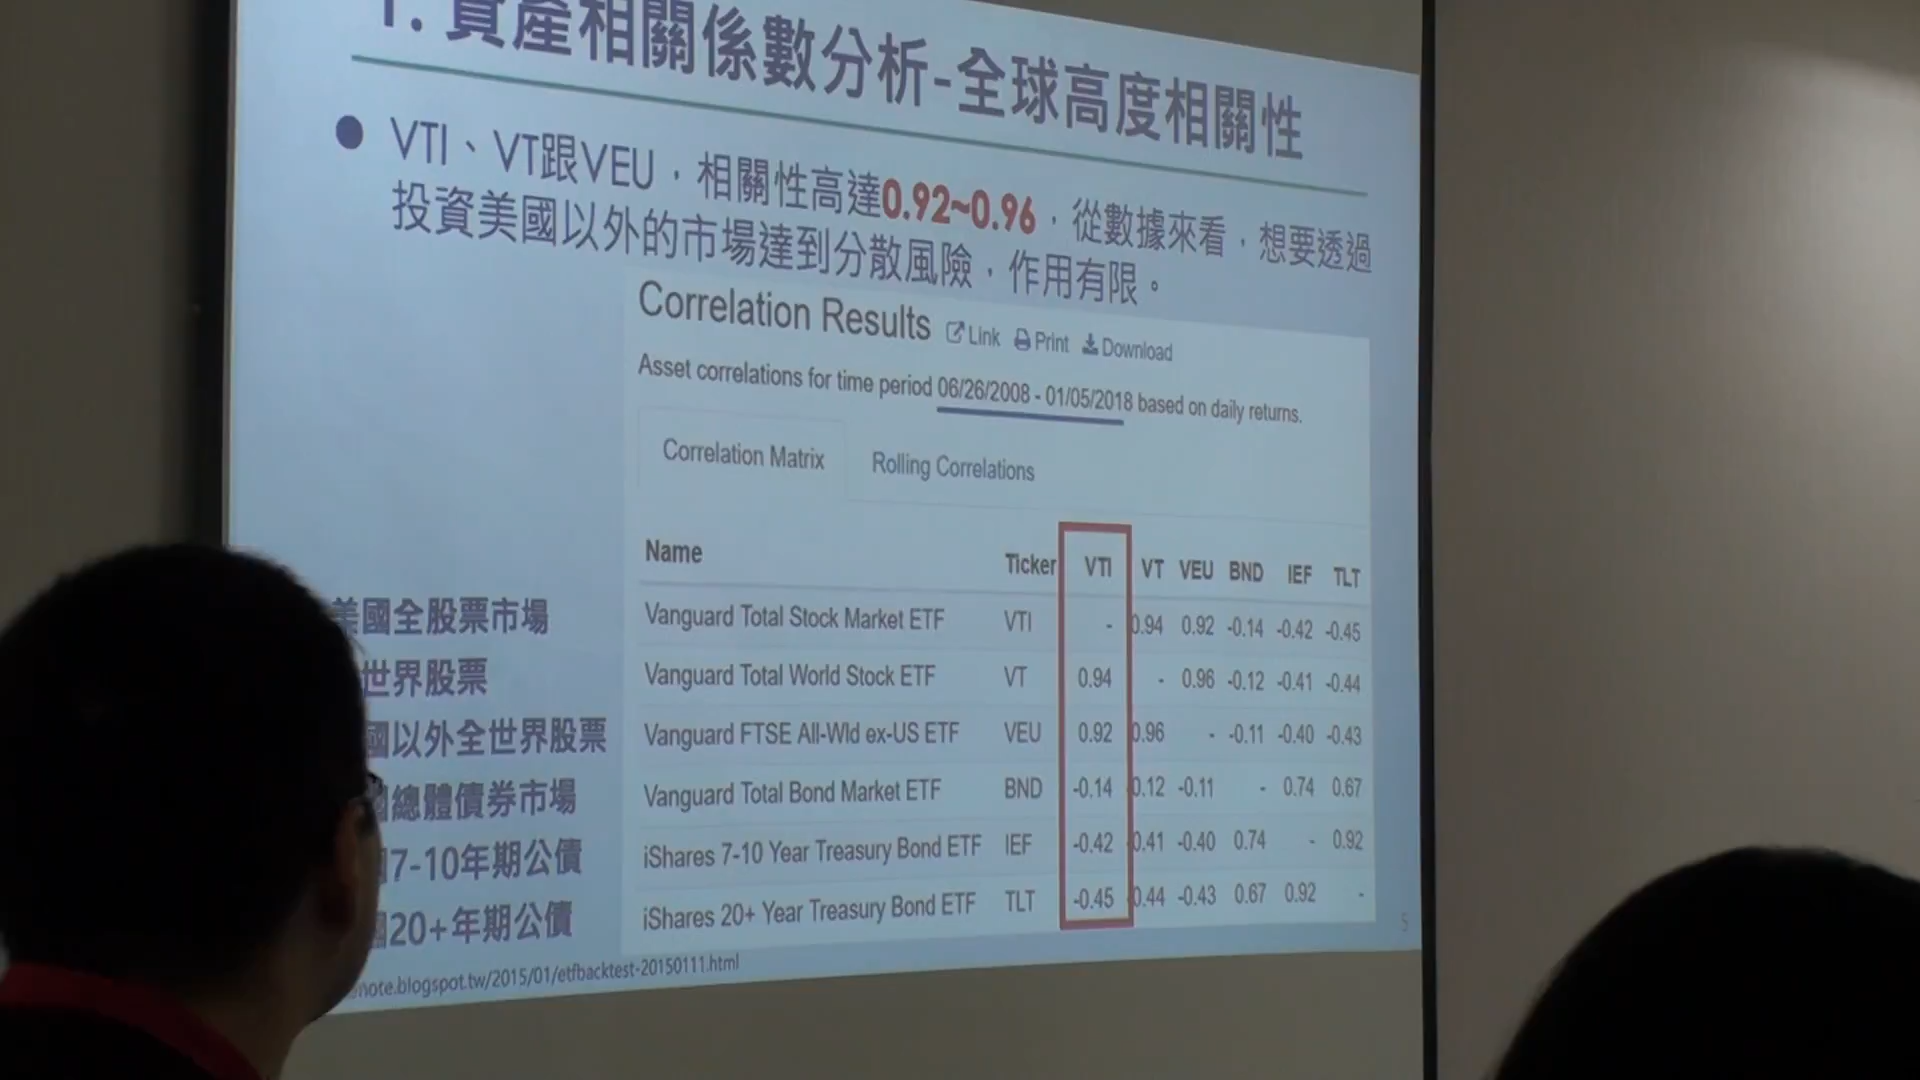 1. 資產相關係數分析-全球高度相關性
● VTI、VT跟VEU，相關性高達0.92~0.96，從數據來看，想要透過
投資美國以外的市場達到分散風險，作用有限。
Correlation Results Link Print Download
Asset correlations for time period 06/26/2008 - 01/05/2018 based on daily returns.
Correlation Matrix Rolling Correlations
Name Ticker VTI VT VEU BND IEF TLT
美國全股票市場 Vanguard Total Stock Market ETF VTI - 0.94 0.92 -0.14 -0.42 -0.45
世界股票 Vanguard Total World Stock ETF VT 0.94 - 0.96 -0.12 -0.41 -0.44
國以外全世界股票 Vanguard FTSE All-Wld ex-US ETF VEU 0.92 0.96 - -0.11 -0.40 -0.43
總體債券市場 Vanguard Total Bond Market ETF BND -0.14 0.12 -0.11 - 0.74 0.67
7-10年期公債 iShares 7-10 Year Treasury Bond ETF IEF -0.42 0.41 -0.40 0.74 - 0.92
20+年期公債 iShares 20+ Year Treasury Bond ETF TLT -0.45 0.44 -0.43 0.67 0.92 -
note.blogspot.tw/2015/01/etfbacktest-20150111.html
5